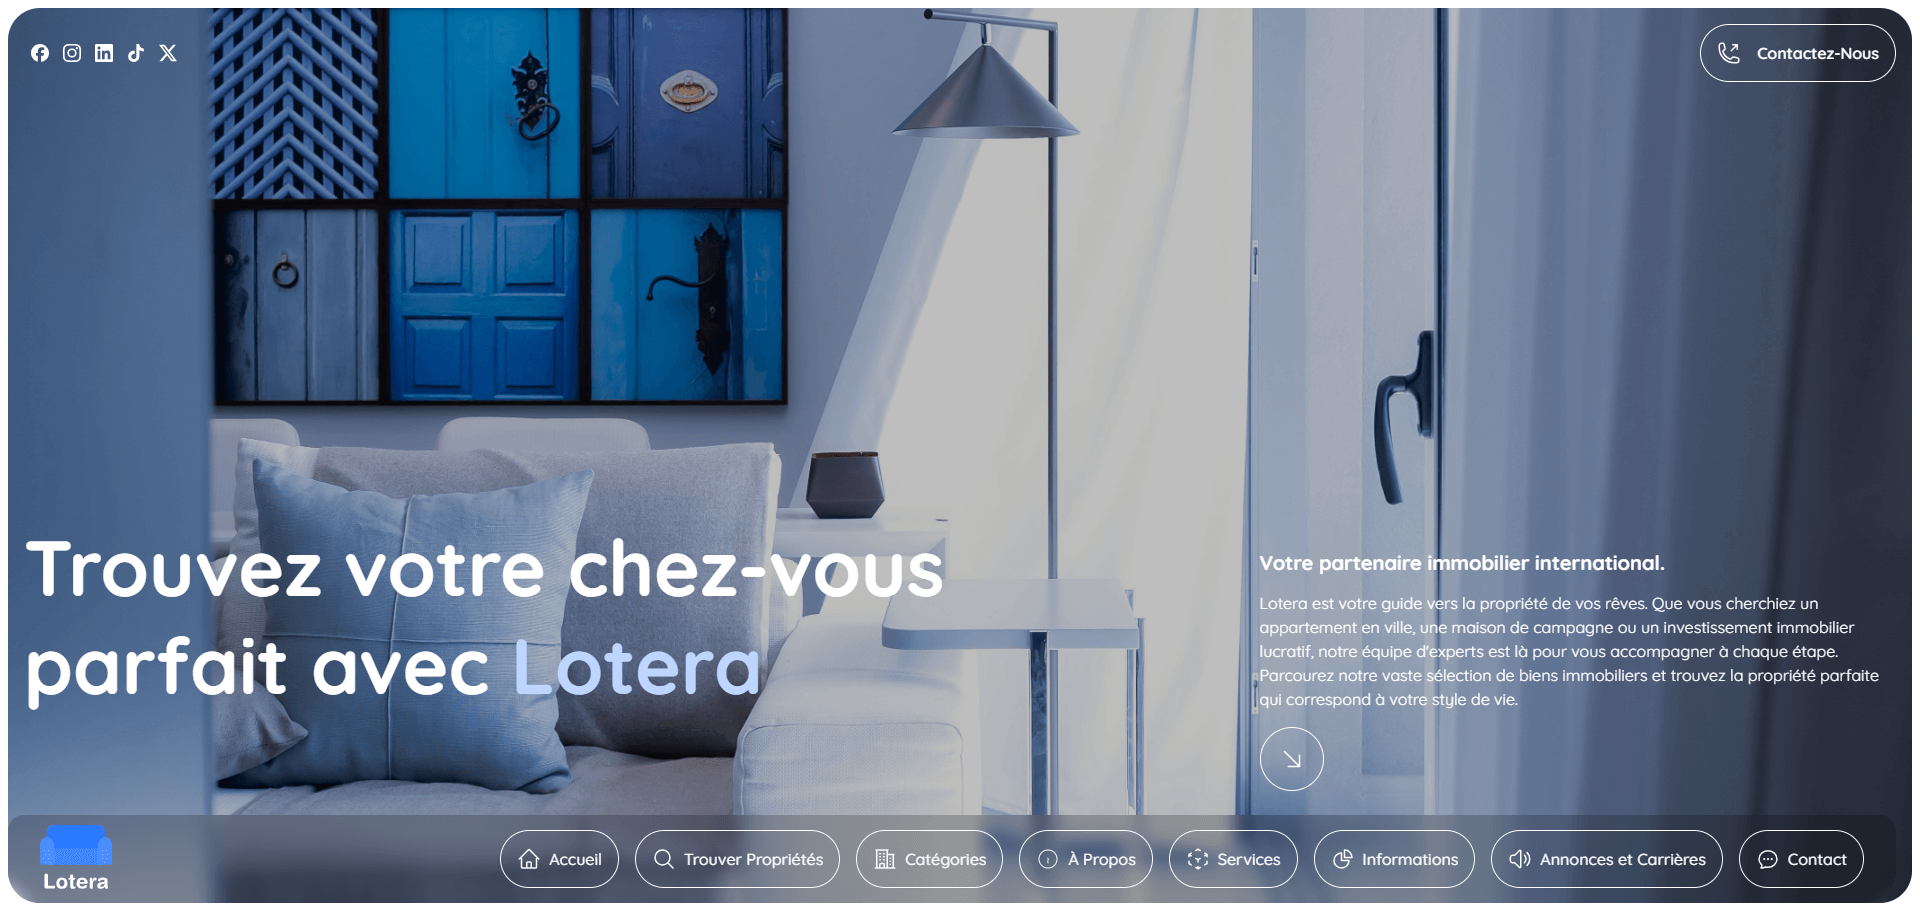 Contactez-Nous
Trouvez votre chez-vous
parfait avec Lotera
Votre partenaire immobilier international.
Lotera est votre guide vers la propriété de vos rêves. Que vous cherchiez un
appartement en ville, une maison de campagne ou un investissement immobilier
lucratif, notre équipe d'experts est là pour vous accompagner à chaque étape.
Parcourez notre vaste sélection de biens immobiliers et trouvez la propriété parfaite
qui correspond à votre style de vie.
Lotera
Accueil
Trouver Propriétés
Catégories
À Propos
Services
Informations
Annonces et Carrières
Contact